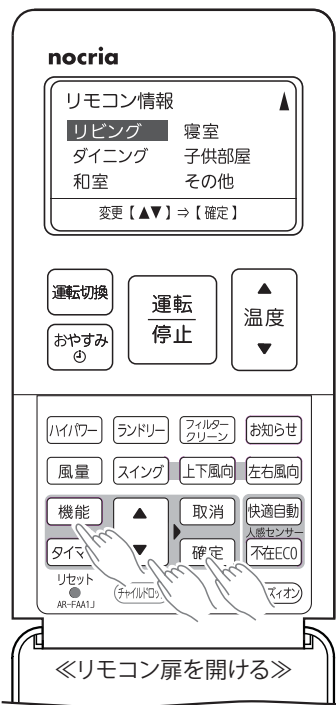 nocria
リモコン情報 ▲
リビング 寝室
ダイニング 子供部屋
和室 その他
変更【▲▼】⇒【確定】
運転切換
おやすみ
運転
停止
▲
温度
▼
ハイパワー ランドリー フィルター
クリーン お知らせ
風量 スイング 上下風向 左右風向
機能 ▲ 取消 快適自動
人感センサー
▼ 確定 不在ECO
リセット
AR-FAA1J
≪リモコン扉を開ける≫